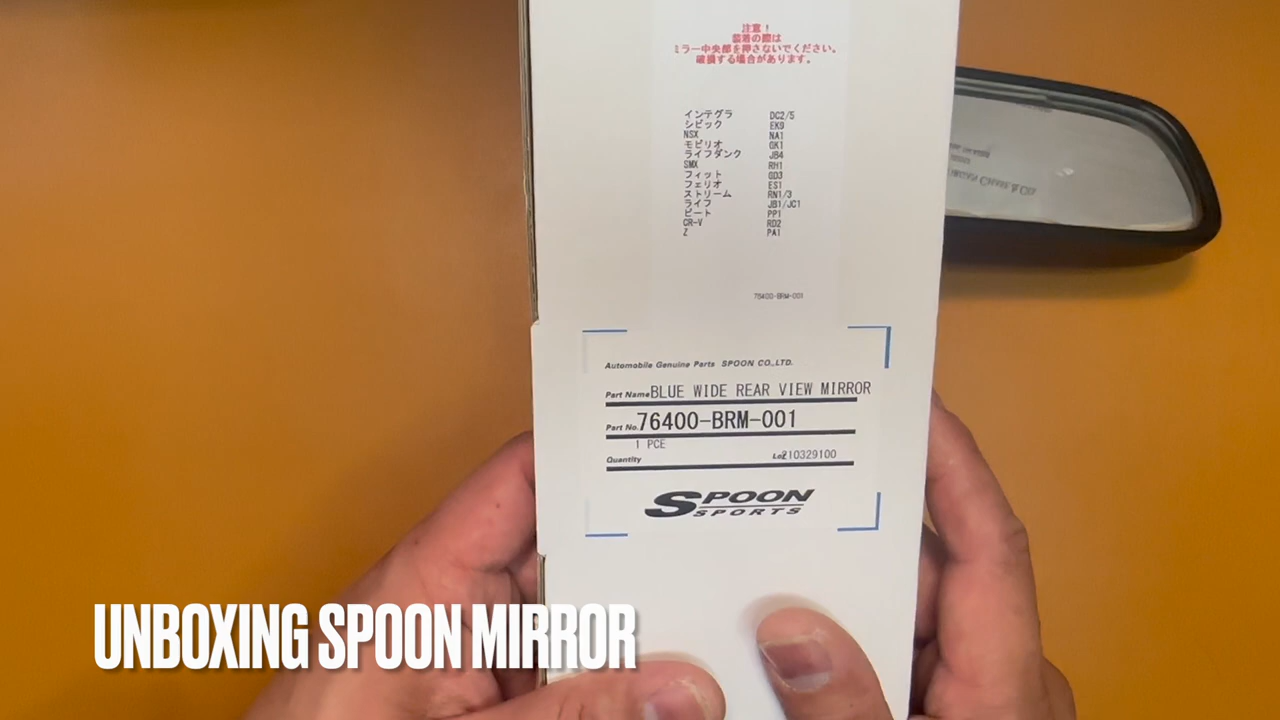 注意！
装着の際は
ミラー中央部を押さないでください。
破損する場合があります。
インテグラ DC2/5
シビック EK9
NSX NA1
モビリオ GK1
ライフダンク JB4
SMX RH1
フィット GD3
フェリオ ES1
ストリーム RN1/3
ライフ JB1/JC1
ビート PP1
CR-V RD2
Z PA1
76400-BRM-001
Automobile Genuine Parts SPOON CO.,LTD.
Part Name BLUE WIDE REAR VIEW MIRROR
Part No. 76400-BRM-001
1 PCE
Quantity
210329100
SPOON
SPORTS
UNBOXING SPOON MIRROR